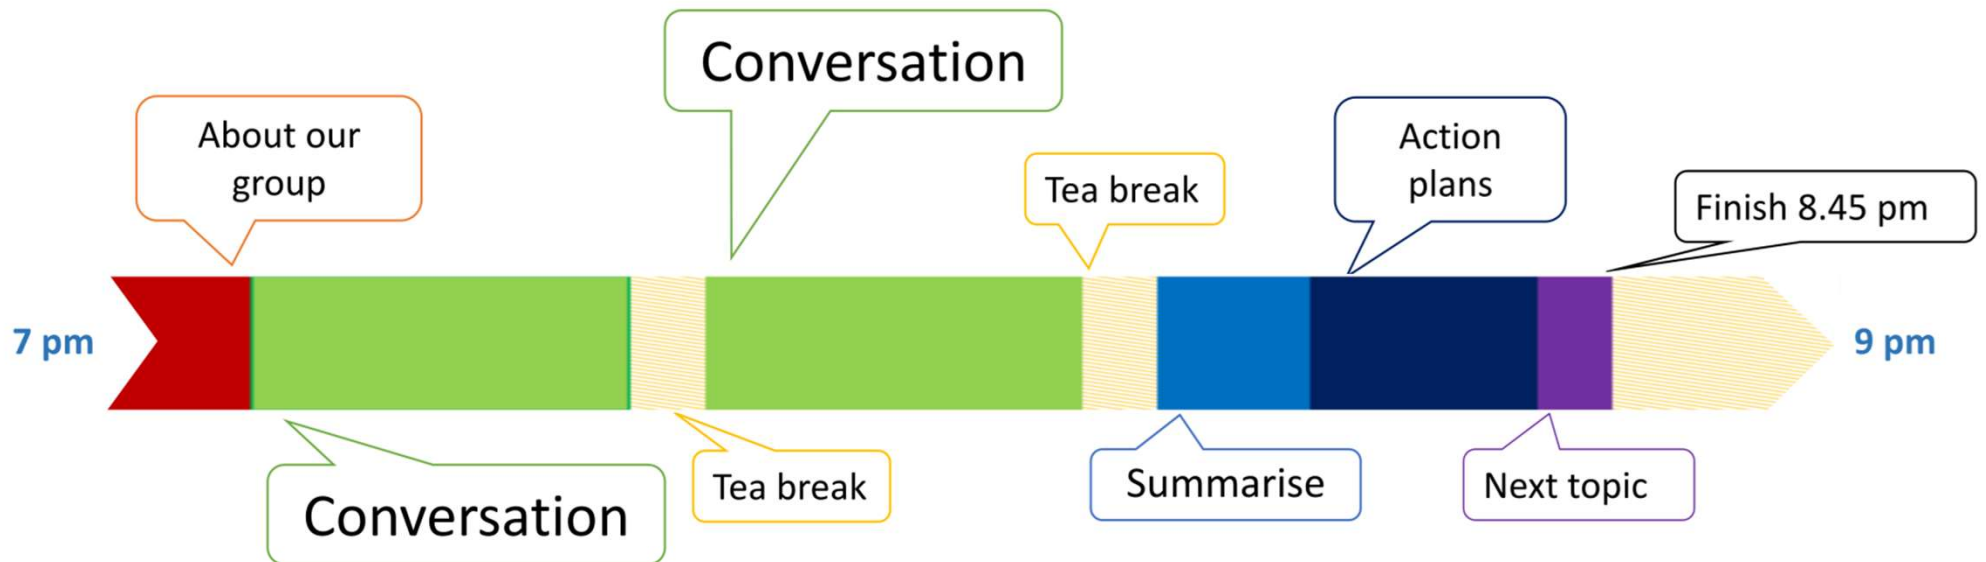 Conversation
About our
group
Tea break
Action
plans
Finish 8.45 pm
7 pm
9 pm
Conversation
Tea break
Summarise
Next topic